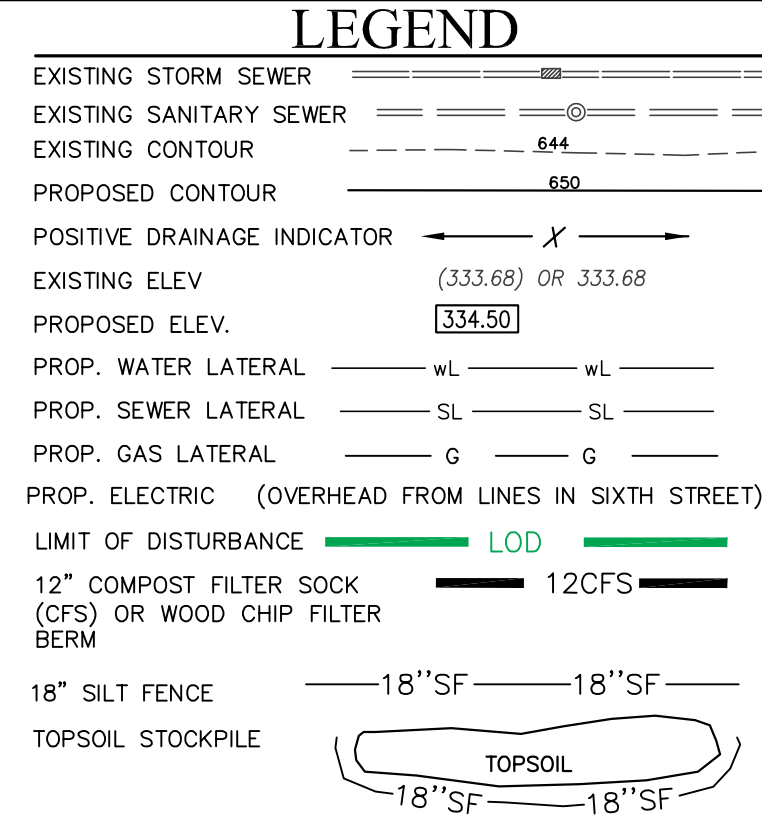 LEGEND
EXISTING STORM SEWER
EXISTING SANITARY SEWER
EXISTING CONTOUR 644
PROPOSED CONTOUR 650
POSITIVE DRAINAGE INDICATOR X
EXISTING ELEV (333.68) OR 333.68
PROPOSED ELEV. 334.50
PROP. WATER LATERAL wL wL
PROP. SEWER LATERAL SL SL
PROP. GAS LATERAL G G
PROP. ELECTRIC (OVERHEAD FROM LINES IN SIXTH STREET)
LIMIT OF DISTURBANCE LOD
12" COMPOST FILTER SOCK 12CFS
(CFS) OR WOOD CHIP FILTER
BERM
18" SILT FENCE 18''SF 18''SF
TOPSOIL STOCKPILE
TOPSOIL
18''SF 18''SF